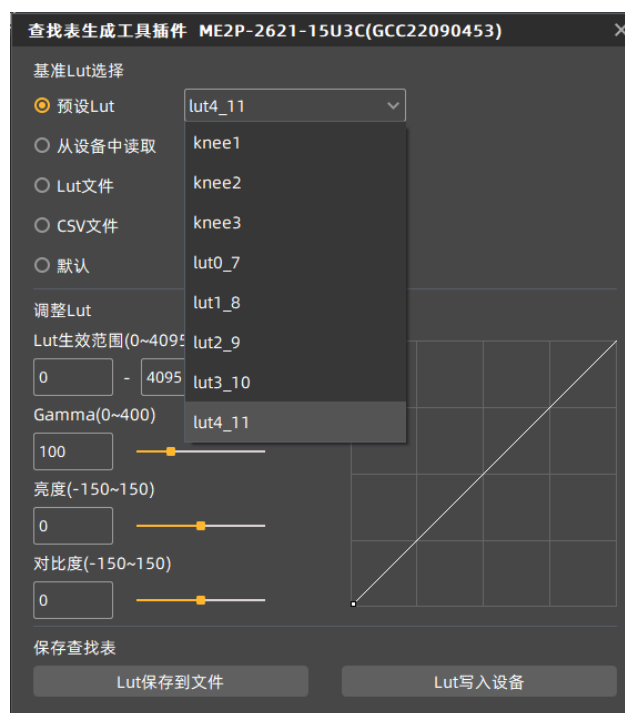 查找表生成工具插件 ME2P-2621-15U3C(GCC22090453)
基准Lut选择
预设Lut lut4_11
从设备中读取 knee1
Lut文件 knee2
CSV文件 knee3
默认 lut0_7
调整Lut lut1_8
Lut生效范围(0~4095 lut2_9
0 - 4095 lut3_10
Gamma(0~400) lut4_11
100
亮度(-150~150)
0
对比度(-150~150)
0
保存查找表
Lut保存到文件 Lut写入设备